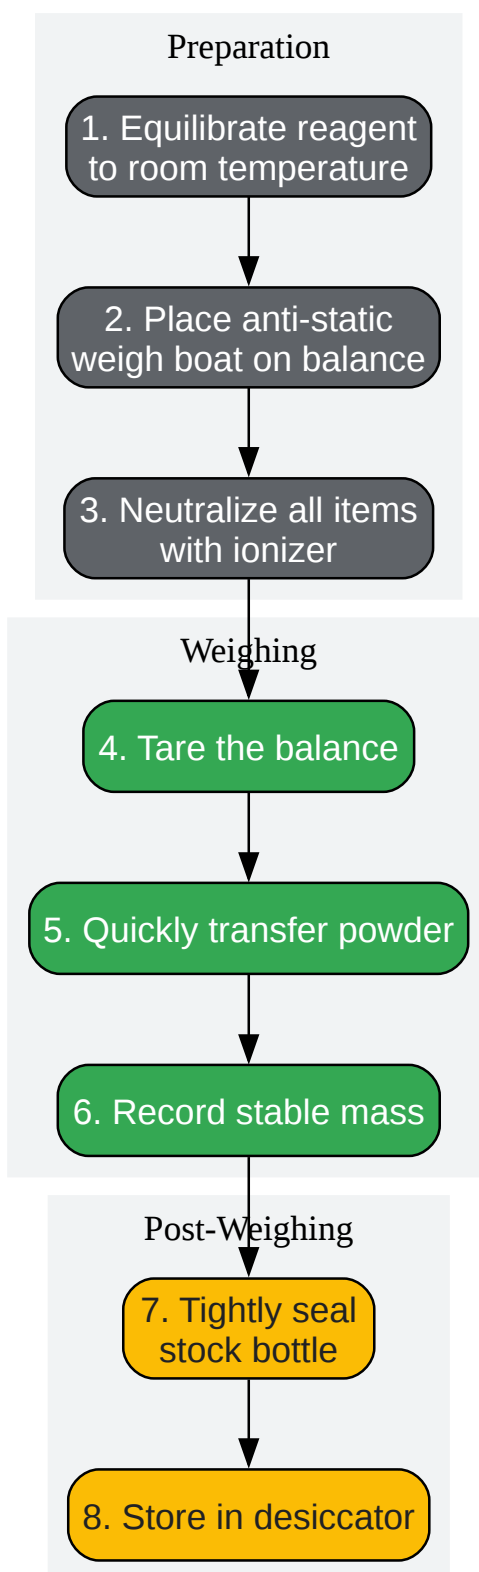 Preparation
1. Equilibrate reagent
to room temperature
2. Place anti-static
weigh boat on balance
3. Neutralize all items
with ionizer
Weighing
4. Tare the balance
5. Quickly transfer powder
6. Record stable mass
Post-Weighing
7. Tightly seal
stock bottle
8. Store in desiccator